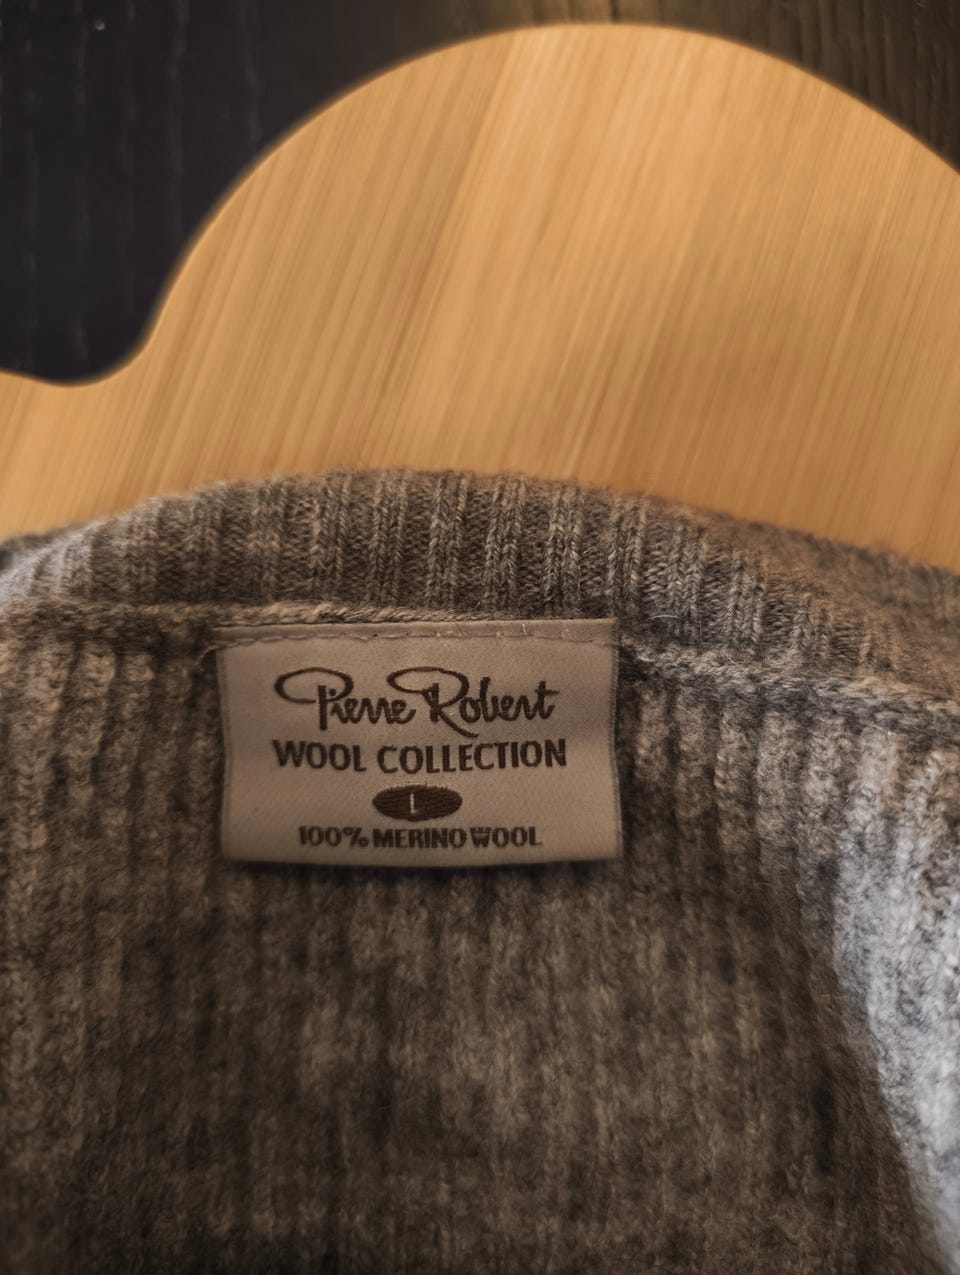 Pierre Robert
WOOL COLLECTION
L
100% MERINO WOOL